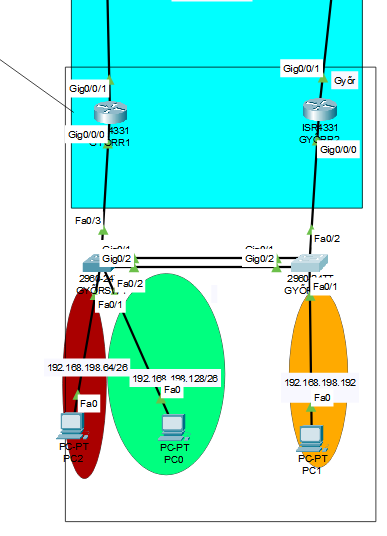 Gig0/0/1
Gig0/0/1
Győr
ISR4331
4331
Gig0/0/0
Gig0/0/0
Fa0/3
Fa0/2
Gig0/2
Gig0/2
Fa0/2
Fa0/1
Fa0/1
192.168.198.64/26
192.168.198.128/26
192.168.198.192
Fa0
Fa0
Fa0
PC-PT
PC2
PC-PT
PC0
PC-PT
PC1